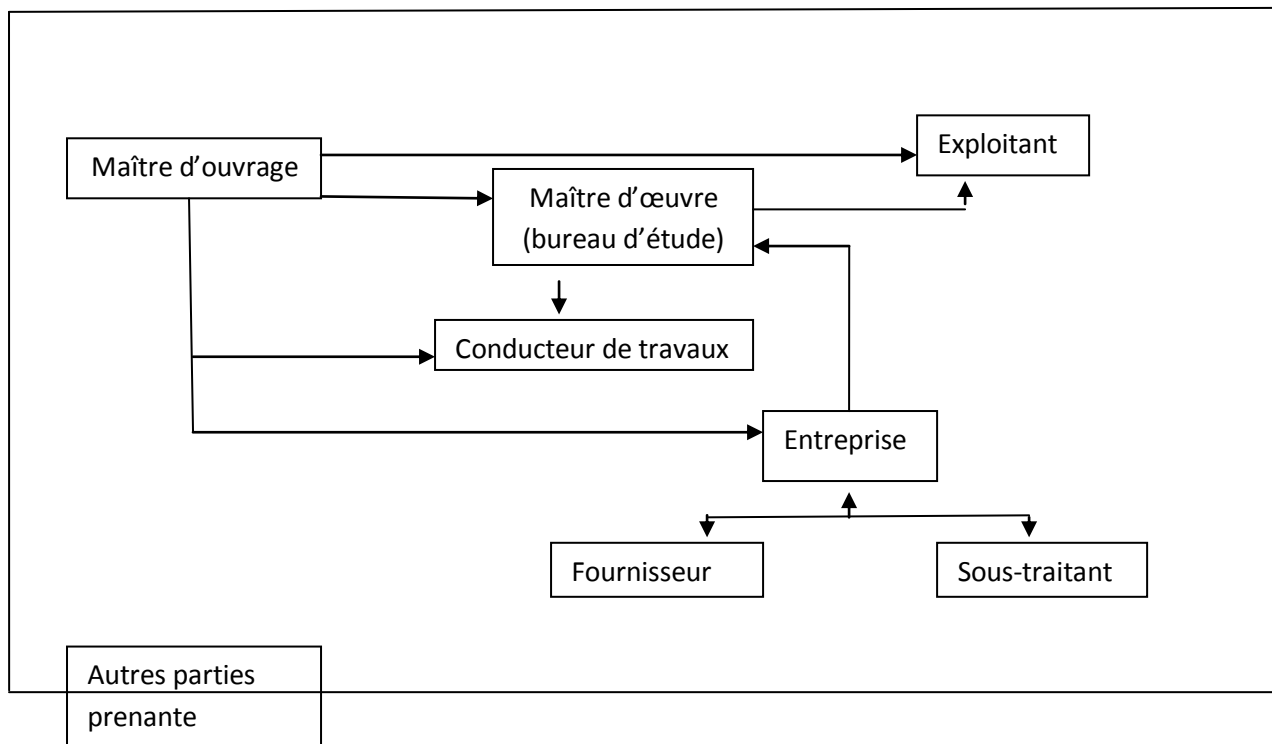 Exploitant
Maître d’ouvrage
Maître d’œuvre
(bureau d’étude)
Conducteur de travaux
Entreprise
Fournisseur
Sous-traitant
Autres parties
prenante